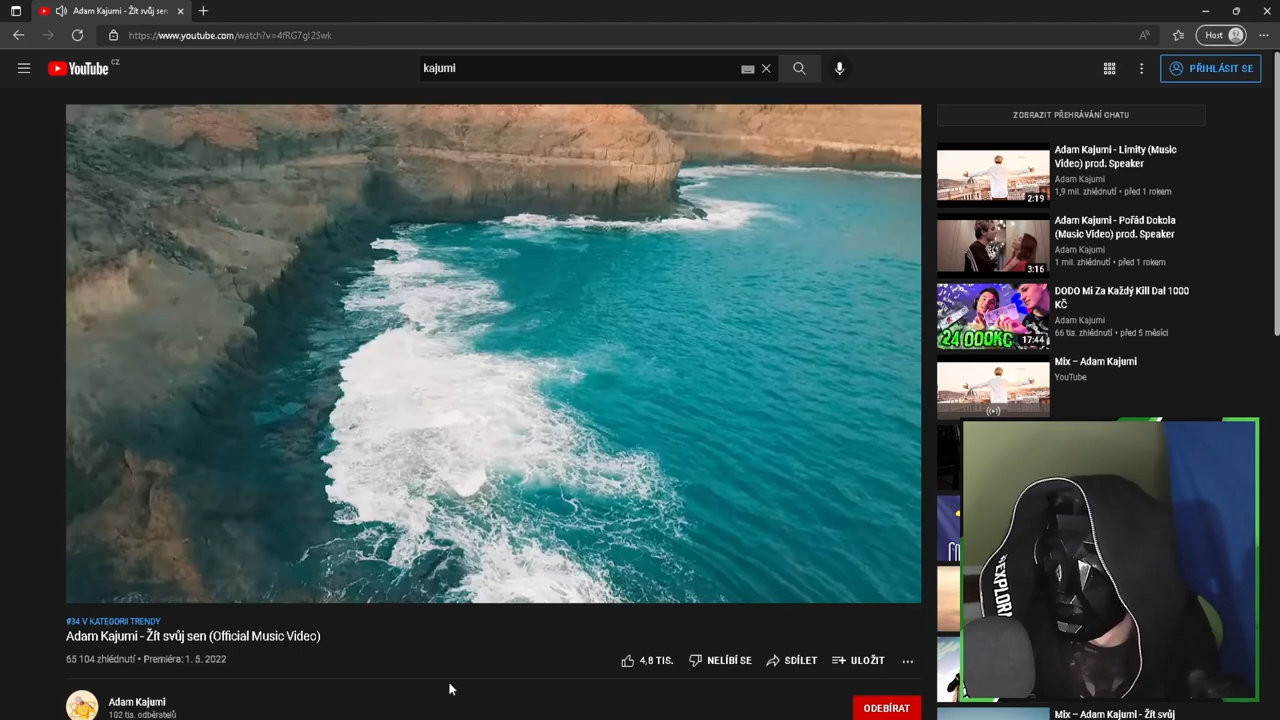 Adam Kajumi - Žít svůj sen
https://www.youtube.com/watch?v=4fRG7gl2Swk
Host
YouTube CZ
kajumi
PŘIHLÁSIT SE
ZOBRAZIT PŘEHRÁVÁNÍ CHATU
Adam Kajumi - Limity (Music
Video) prod. Speaker
Adam Kajumi
1,9 mil. zhlédnutí • před 1 rokem
2:19
Adam Kajumi - Pořád Dokola
(Music Video) prod. Speaker
Adam Kajumi
1 mil. zhlédnutí • před 1 rokem
3:16
DODO Mi Za Každý Kill Dal 1000
KČ
Adam Kajumi
66 tis. zhlédnutí • před 5 měsíci
24 000KČ
17:44
Mix – Adam Kajumi
YouTube
EXPLOR
#34 V KATEGORII TRENDY
Adam Kajumi - Žít svůj sen (Official Music Video)
65 104 zhlédnutí • Premiéra: 1. 5. 2022
4,8 TIS.
NELÍBÍ SE
SDÍLET
ULOŽIT
Adam Kajumi
102 tis. odběratelů
ODEBÍRAT
Mix – Adam Kajumi - Žít svůj